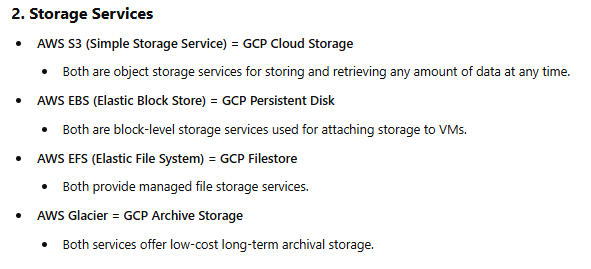 2. Storage Services
• AWS S3 (Simple Storage Service) = GCP Cloud Storage
• Both are object storage services for storing and retrieving any amount of data at any time.
• AWS EBS (Elastic Block Store) = GCP Persistent Disk
• Both are block-level storage services used for attaching storage to VMs.
• AWS EFS (Elastic File System) = GCP Filestore
• Both provide managed file storage services.
• AWS Glacier = GCP Archive Storage
• Both services offer low-cost long-term archival storage.